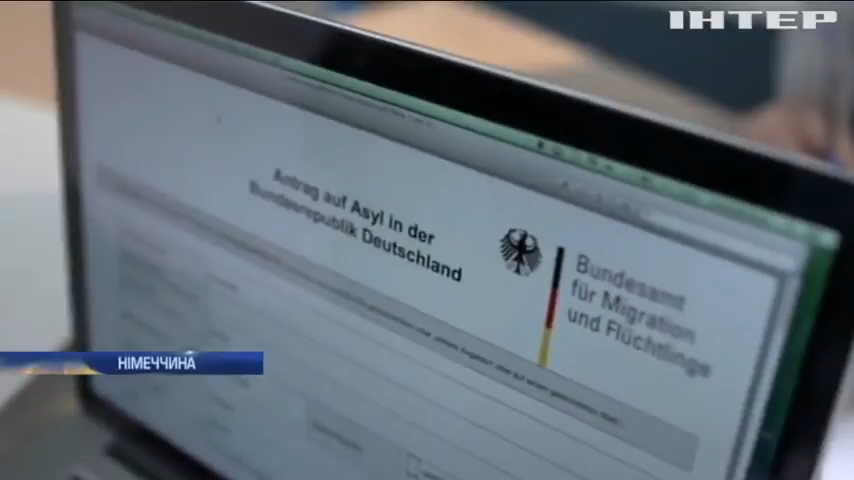 ІНТЕР
Antrag auf Asyl in der
Bundesrepublik Deutschland
Bundesamt
für Migration
und Flüchtlinge
НІМЕЧЧИНА